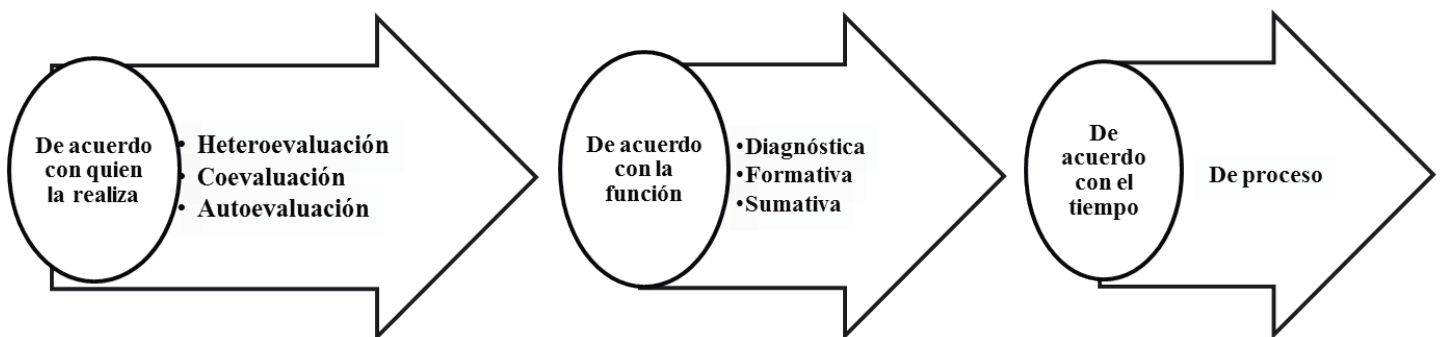 De acuerdo
con quien
la realiza
• Heteroevaluación
• Coevaluación
• Autoevaluación
De acuerdo
con la
función
•Diagnóstica
•Formativa
•Sumativa
De
acuerdo
con el
tiempo
De proceso